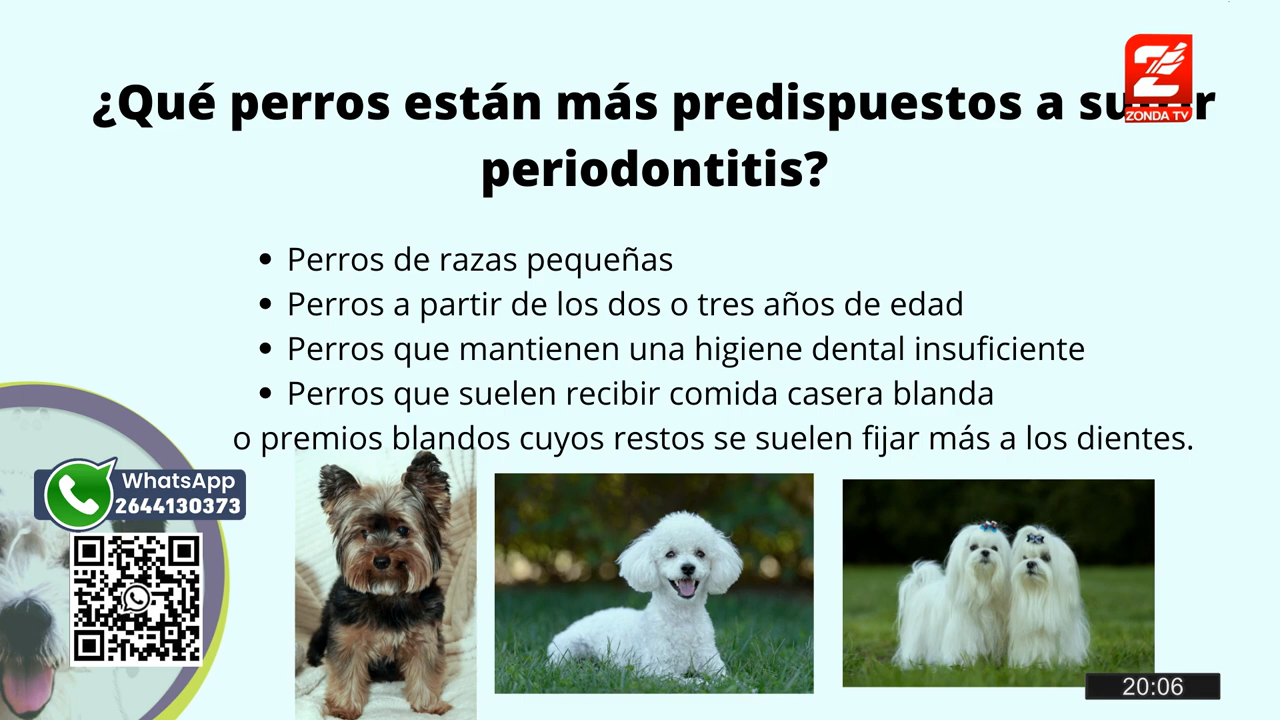 ¿Qué perros están más predispuestos a
periodontitis?
ZONDA TV
• Perros de razas pequeñas
• Perros a partir de los dos o tres años de edad
• Perros que mantienen una higiene dental insuficiente
• Perros que suelen recibir comida casera blanda
o premios blandos cuyos restos se suelen fijar más a los dientes.
WhatsApp
2644130373
20:06